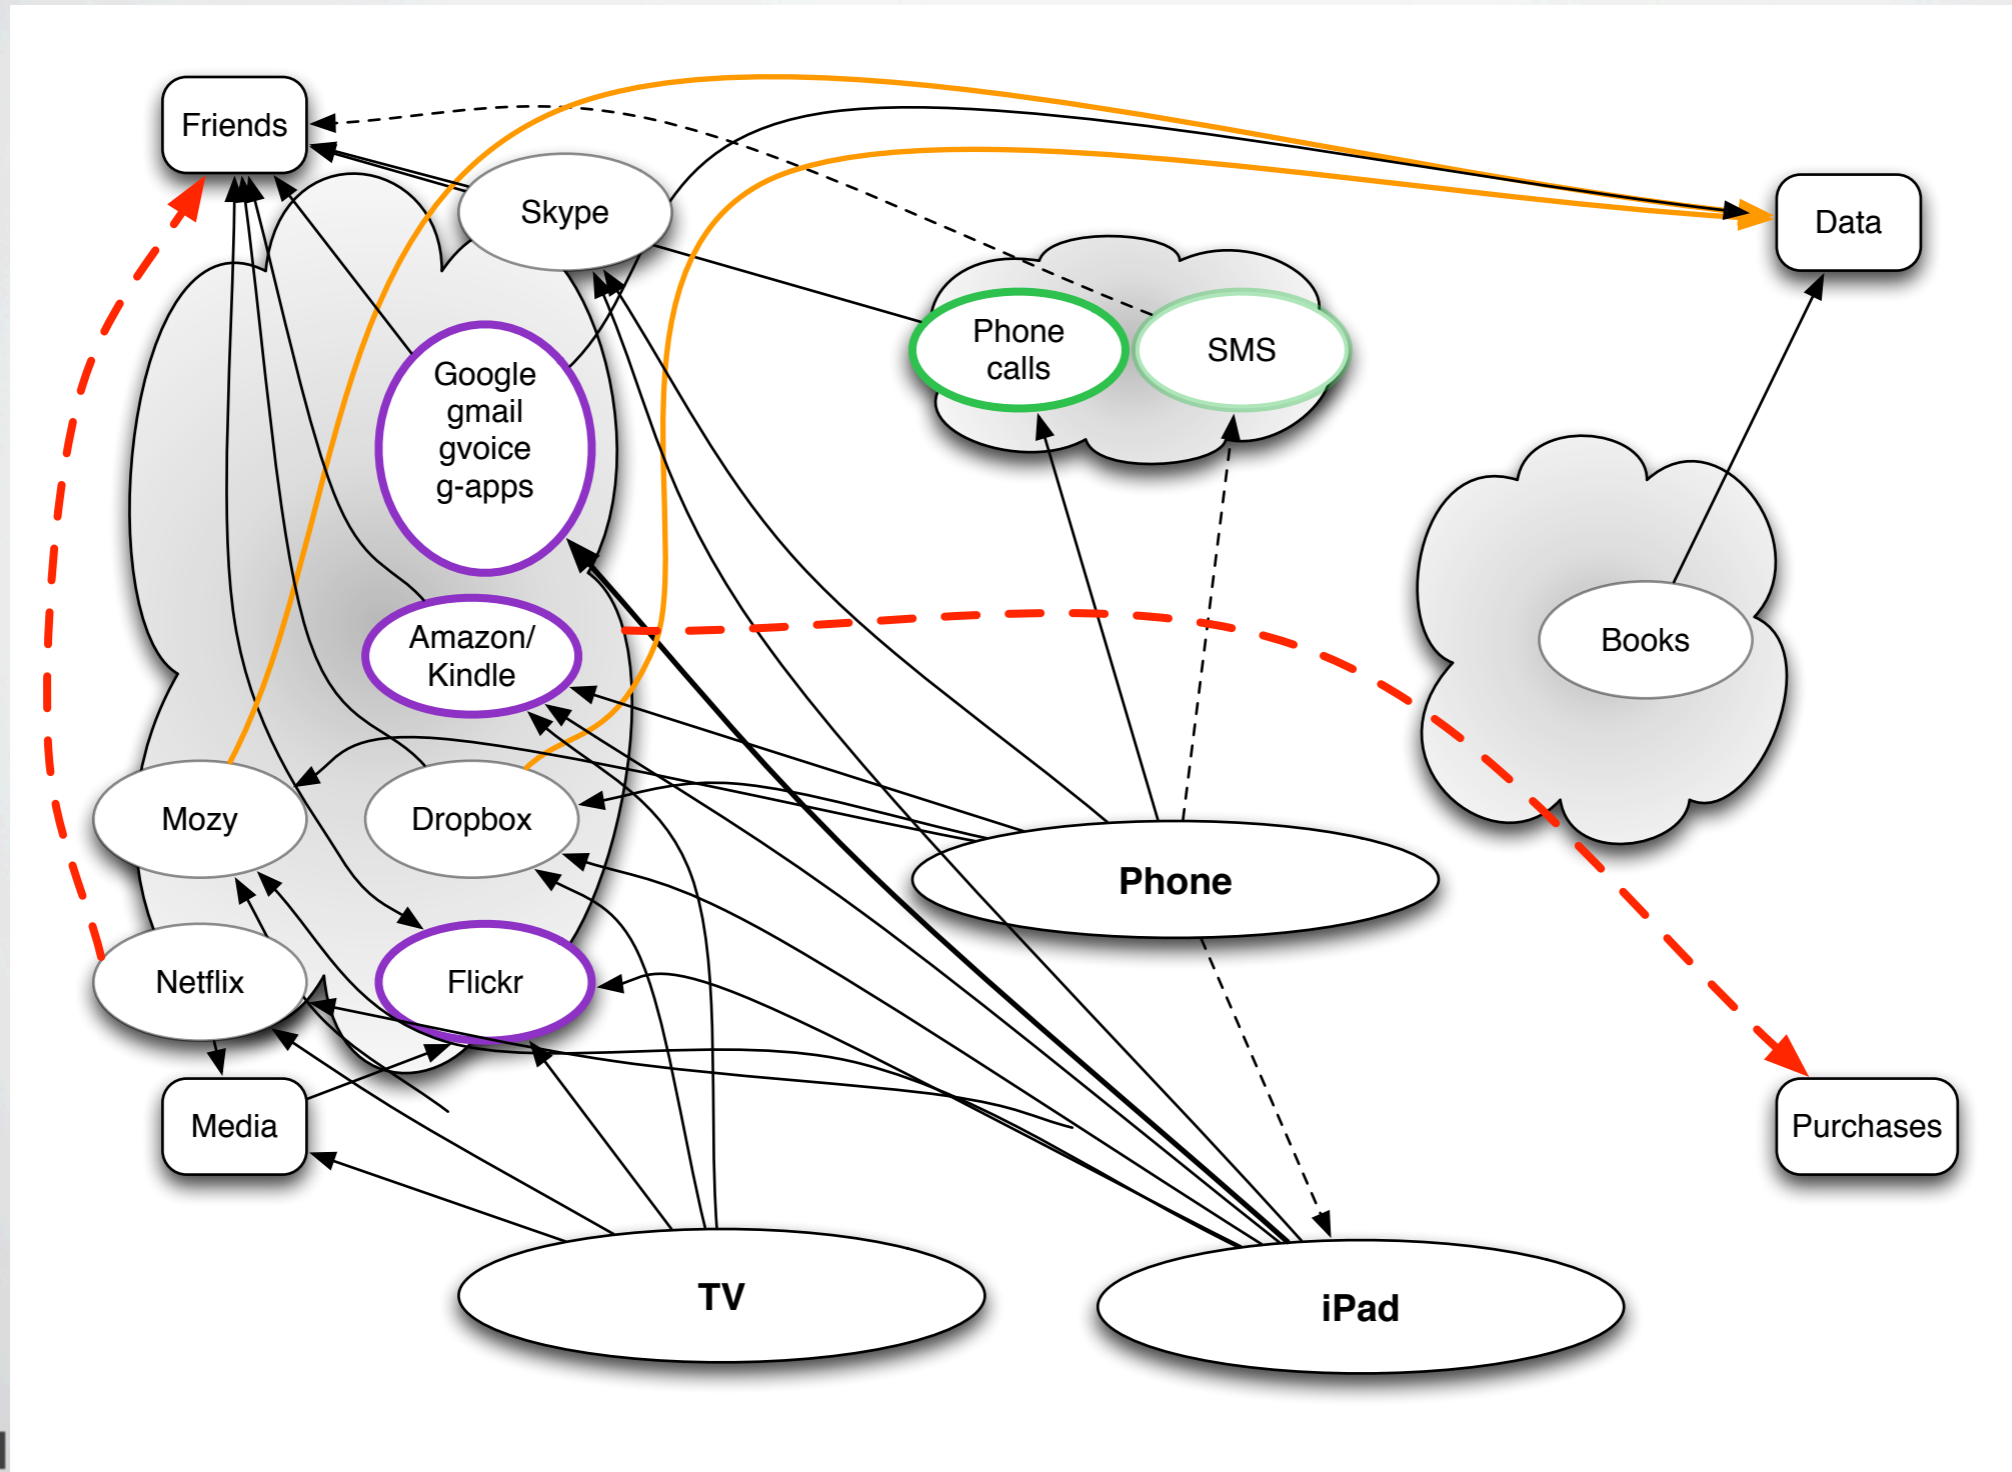 Friends
Skype
Data
Phone
calls
SMS
Google
gmail
gvoice
g-apps
Amazon/
Kindle
Books
Mozy
Dropbox
Phone
Netflix
Flickr
Media
Purchases
TV
iPad